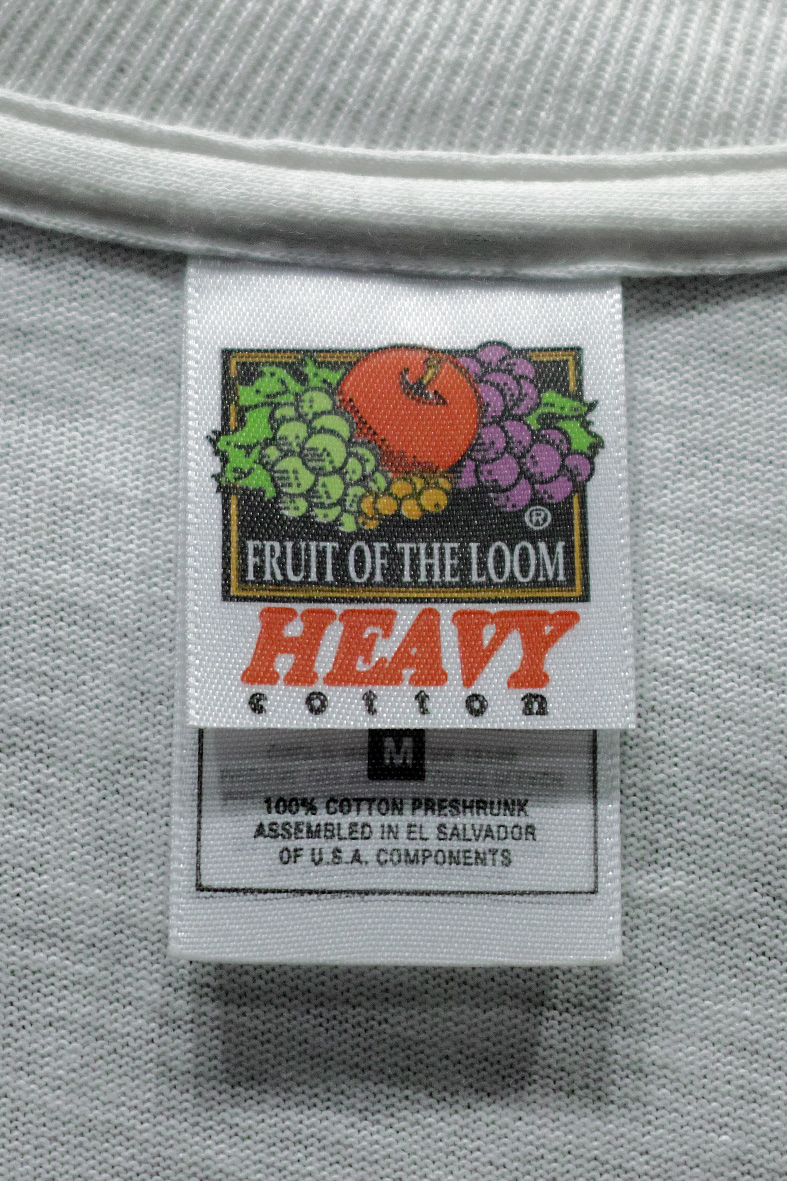 ®
FRUIT OF THE LOOM
HEAVY
cotton
M
100% COTTON PRESHRUNK
ASSEMBLED IN EL SALVADOR
OF U.S.A. COMPONENTS